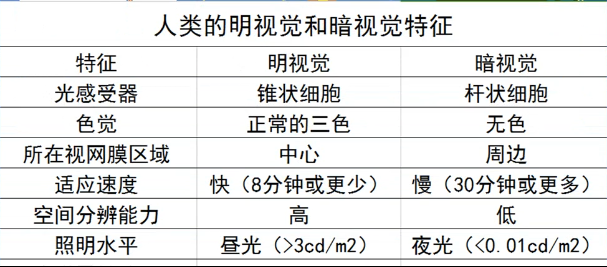 人类的明视觉和暗视觉特征
特征 明视觉 暗视觉
光感受器 锥状细胞 杆状细胞
色觉 正常的三色 无色
所在视网膜区域 中心 周边
适应速度 快（8分钟或更少） 慢（30分钟或更多）
空间分辨能力 高 低
照明水平 昼光（>3cd/m2） 夜光（<0.01cd/m2）